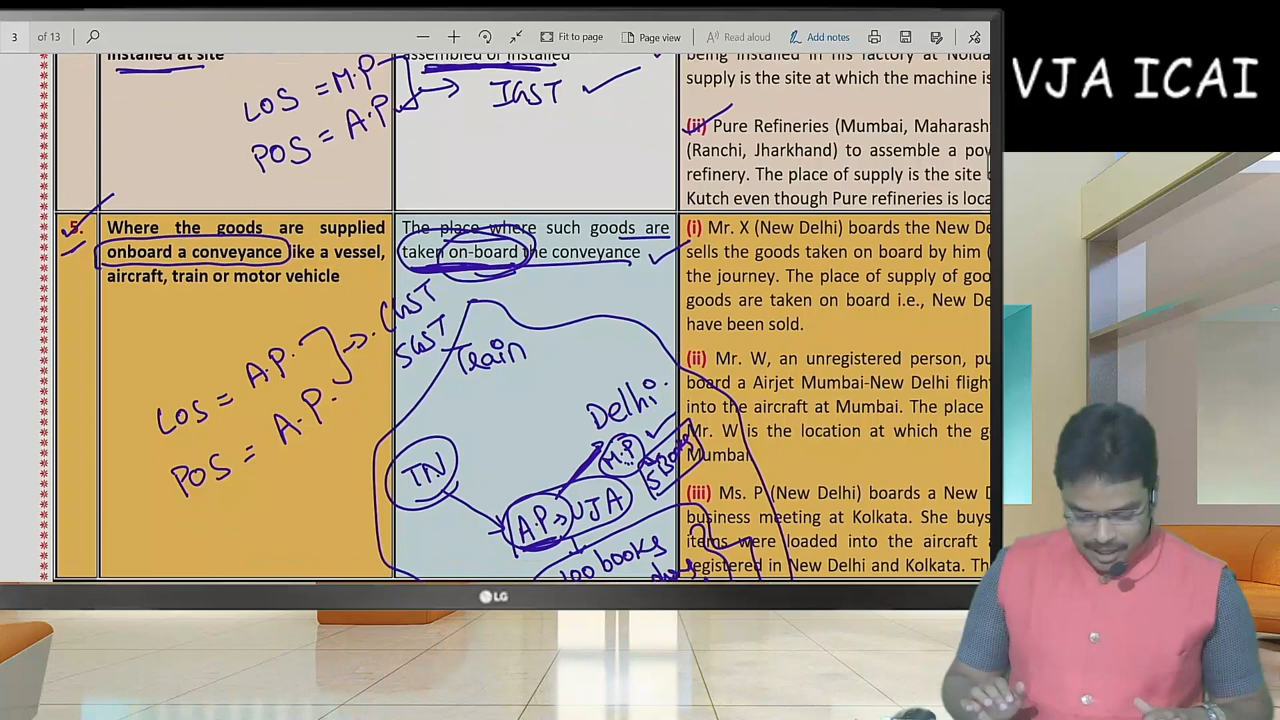 3 of 13
Fit to page
Page view
Read aloud
Add notes
VJA ICAI
installed at site
assembled or installed
LOS = M.P
POS = A.P
IGST
supply is the site at which the machine is
(ii) Pure Refineries (Mumbai, Maharash
(Ranchi, Jharkhand) to assemble a po
refinery. The place of supply is the site
Kutch even though Pure refineries is loca
5.
Where the goods are supplied
onboard a conveyance like a vessel,
aircraft, train or motor vehicle
The place where such goods are
taken on-board the conveyance
(i) Mr. X (New Delhi) boards the New De
sells the goods taken on board by him (
the journey. The place of supply of goo
goods are taken on board i.e., New De
have been sold.
(ii) Mr. W, an unregistered person, pu
board a Airjet Mumbai-New Delhi fligh
into the aircraft at Mumbai. The place
Mr. W is the location at which the g
Mumbai
(iii) Ms. P (New Delhi) boards a New D
business meeting at Kolkata. She buys
items were loaded into the aircraft a
registered in New Delhi and Kolkata. Th
LOS = A.P.
POS = A.P.
CGST
SGST
Train
Delhi.
TN
M.P.
A.P. VJA
100 books
LG